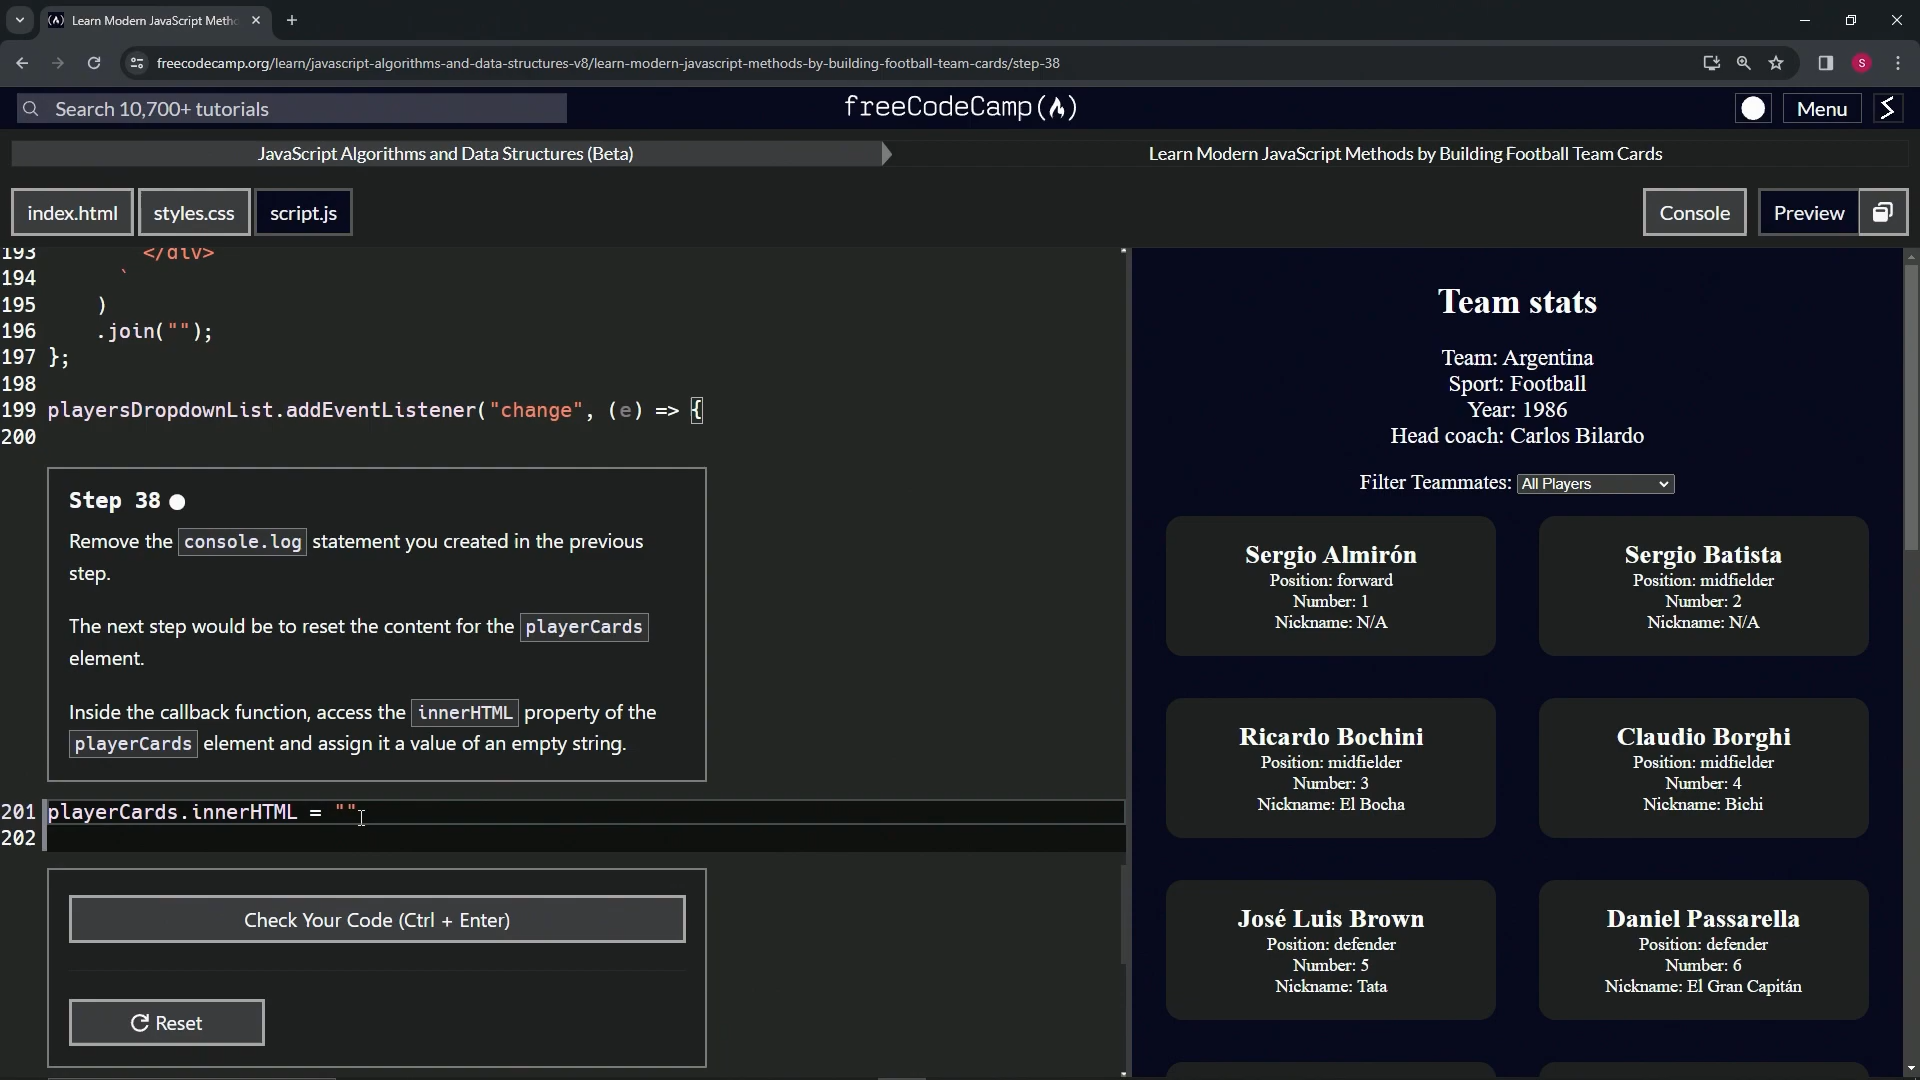 Learn Modern JavaScript Metho
freecodecamp.org/learn/javascript-algorithms-and-data-structures-v8/learn-modern-javascript-methods-by-building-football-team-cards/step-38
S
Search 10,700+ tutorials
freeCodeCamp
Menu
JavaScript Algorithms and Data Structures (Beta)
Learn Modern JavaScript Methods by Building Football Team Cards
index.html
styles.css
script.js
Console
Preview
193 </div>
194 `
195 )
196 .join("");
197 };
198
199 playersDropdownList.addEventListener("change", (e) => {
200
Step 38
Remove the console.log statement you created in the previous
step.
The next step would be to reset the content for the playerCards
element.
Inside the callback function, access the innerHTML property of the
playerCards element and assign it a value of an empty string.
201 playerCards.innerHTML = ""
202
Check Your Code (Ctrl + Enter)
Reset
Team stats
Team: Argentina
Sport: Football
Year: 1986
Head coach: Carlos Bilardo
Filter Teammates: All Players
Sergio Almirón
Position: forward
Number: 1
Nickname: N/A
Sergio Batista
Position: midfielder
Number: 2
Nickname: N/A
Ricardo Bochini
Position: midfielder
Number: 3
Nickname: El Bocha
Claudio Borghi
Position: midfielder
Number: 4
Nickname: Bichi
José Luis Brown
Position: defender
Number: 5
Nickname: Tata
Daniel Passarella
Position: defender
Number: 6
Nickname: El Gran Capitán